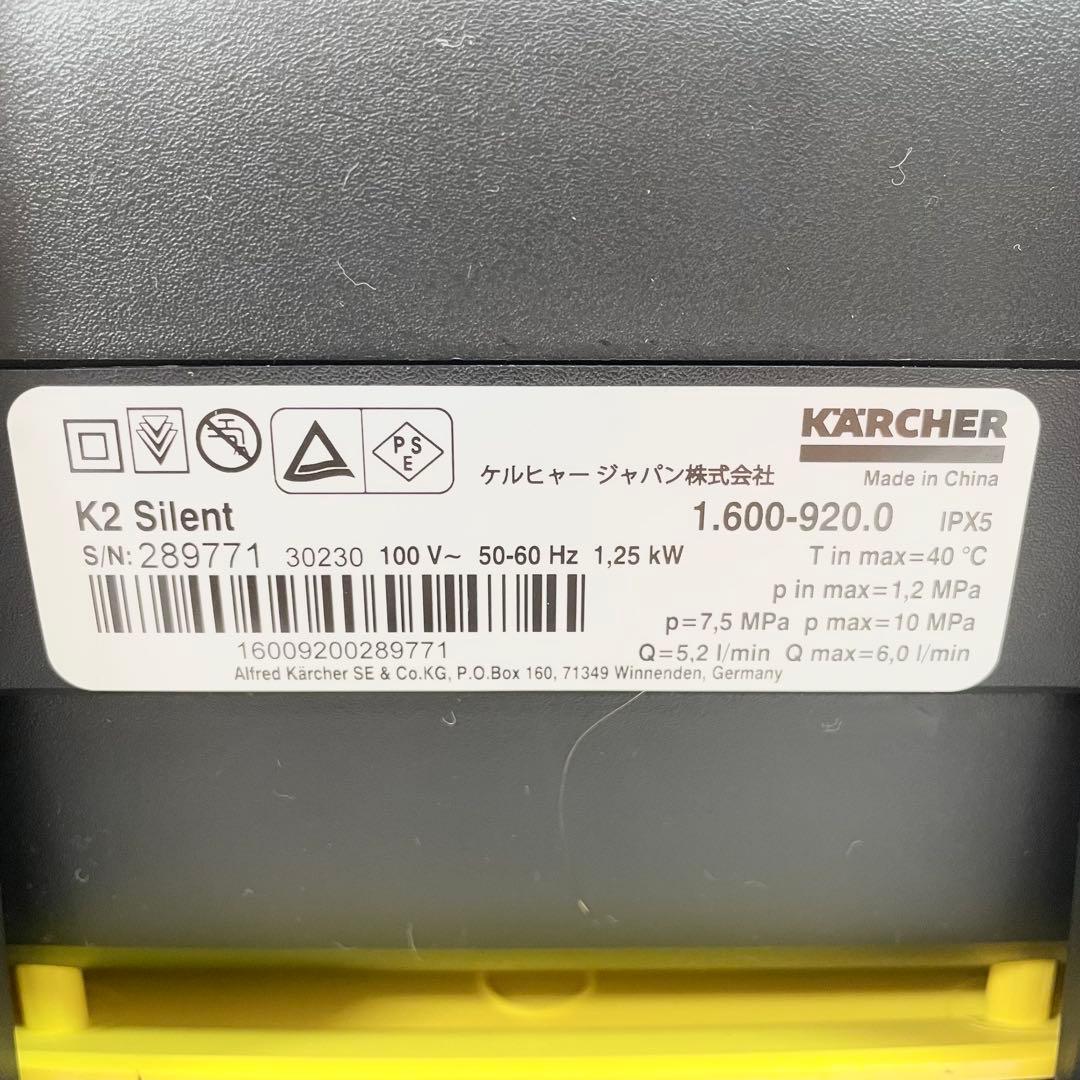 PS
E
KÄRCHER
ケルヒャー ジャパン株式会社
Made in China
K2 Silent
1.600-920.0 IPX5
S/N: 289771 30230 100 V~ 50-60 Hz 1,25 kW
T in max=40 °C
p in max=1,2 MPa
p=7,5 MPa p max=10 MPa
16009200289771
Q=5,2 l/min Q max=6,0 l/min
Alfred Kärcher SE & Co.KG, P.O.Box 160, 71349 Winnenden, Germany